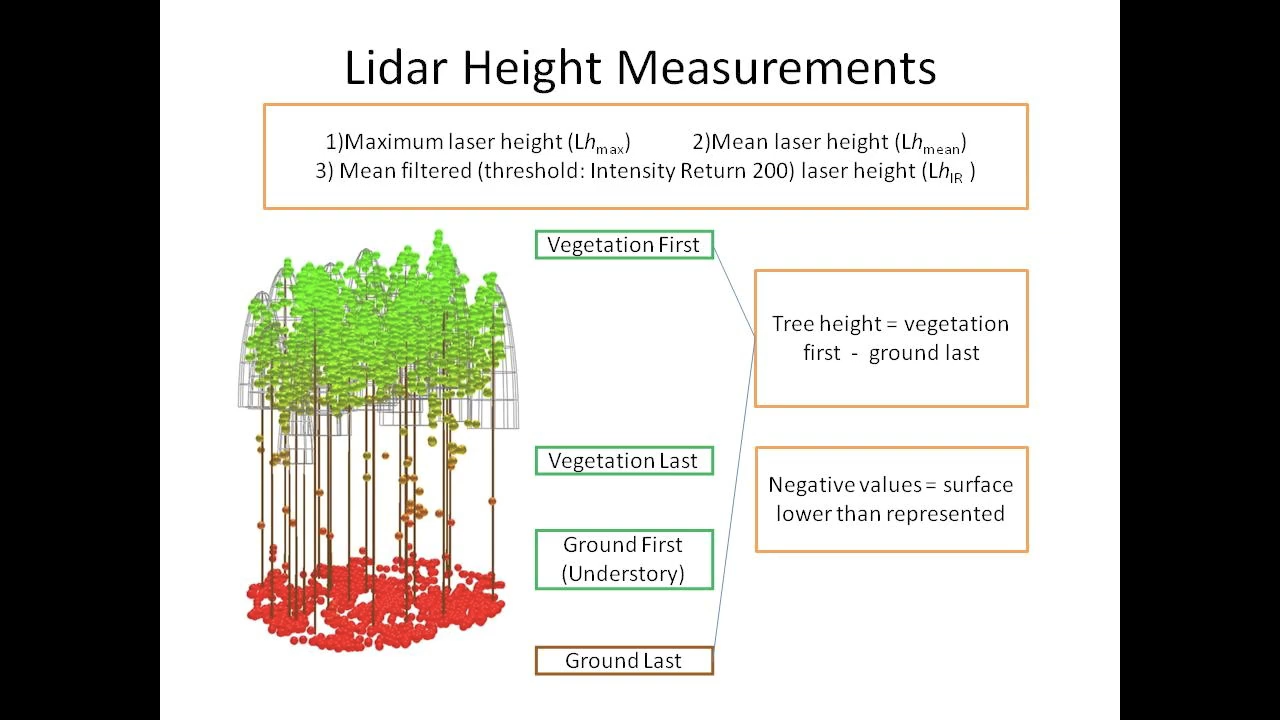 Lidar Height Measurements
1)Maximum laser height (Lhmax) 2)Mean laser height (Lhmean)
3) Mean filtered (threshold: Intensity Return 200) laser height (LhIR )
Vegetation First
Tree height = vegetation
first - ground last
Vegetation Last
Negative values = surface
lower than represented
Ground First
(Understory)
Ground Last